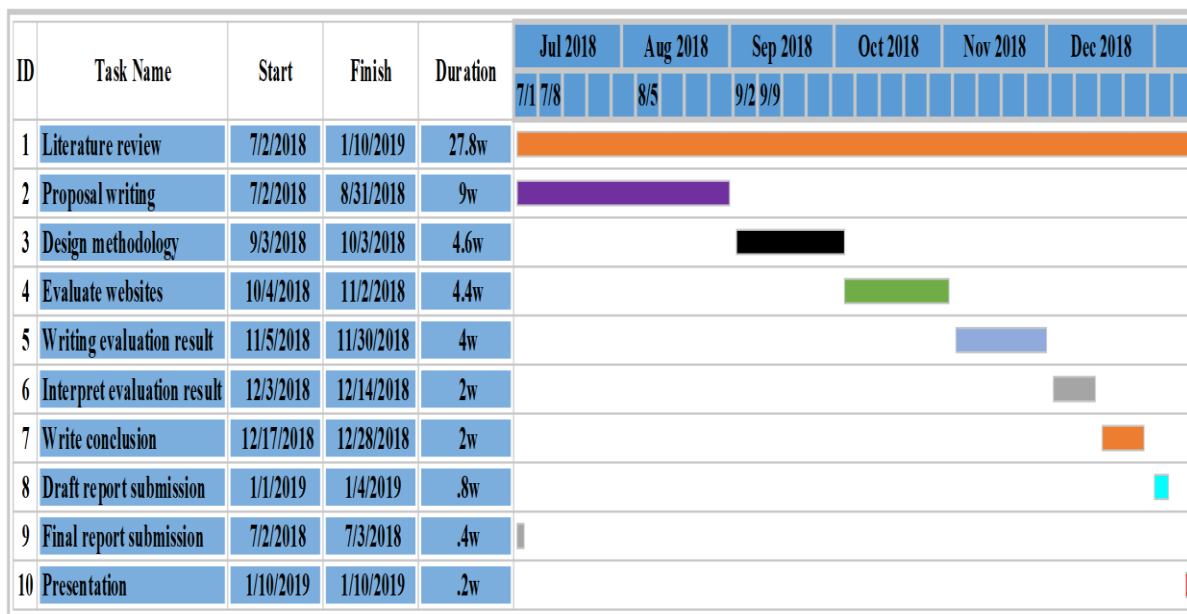 ID Task Name Start Finish Duration Jul 2018 Aug 2018 Sep 2018 Oct 2018 Nov 2018 Dec 2018
7/1 7/8 8/5 9/2 9/9
1 Literature review 7/2/2018 1/10/2019 27.8w
2 Proposal writing 7/2/2018 8/31/2018 9w
3 Design methodology 9/3/2018 10/3/2018 4.6w
4 Evaluate websites 10/4/2018 11/2/2018 4.4w
5 Writing evaluation result 11/5/2018 11/30/2018 4w
6 Interpret evaluation result 12/3/2018 12/14/2018 2w
7 Write conclusion 12/17/2018 12/28/2018 2w
8 Draft report submission 1/1/2019 1/4/2019 .8w
9 Final report submission 7/2/2018 7/3/2018 .4w
10 Presentation 1/10/2019 1/10/2019 .2w